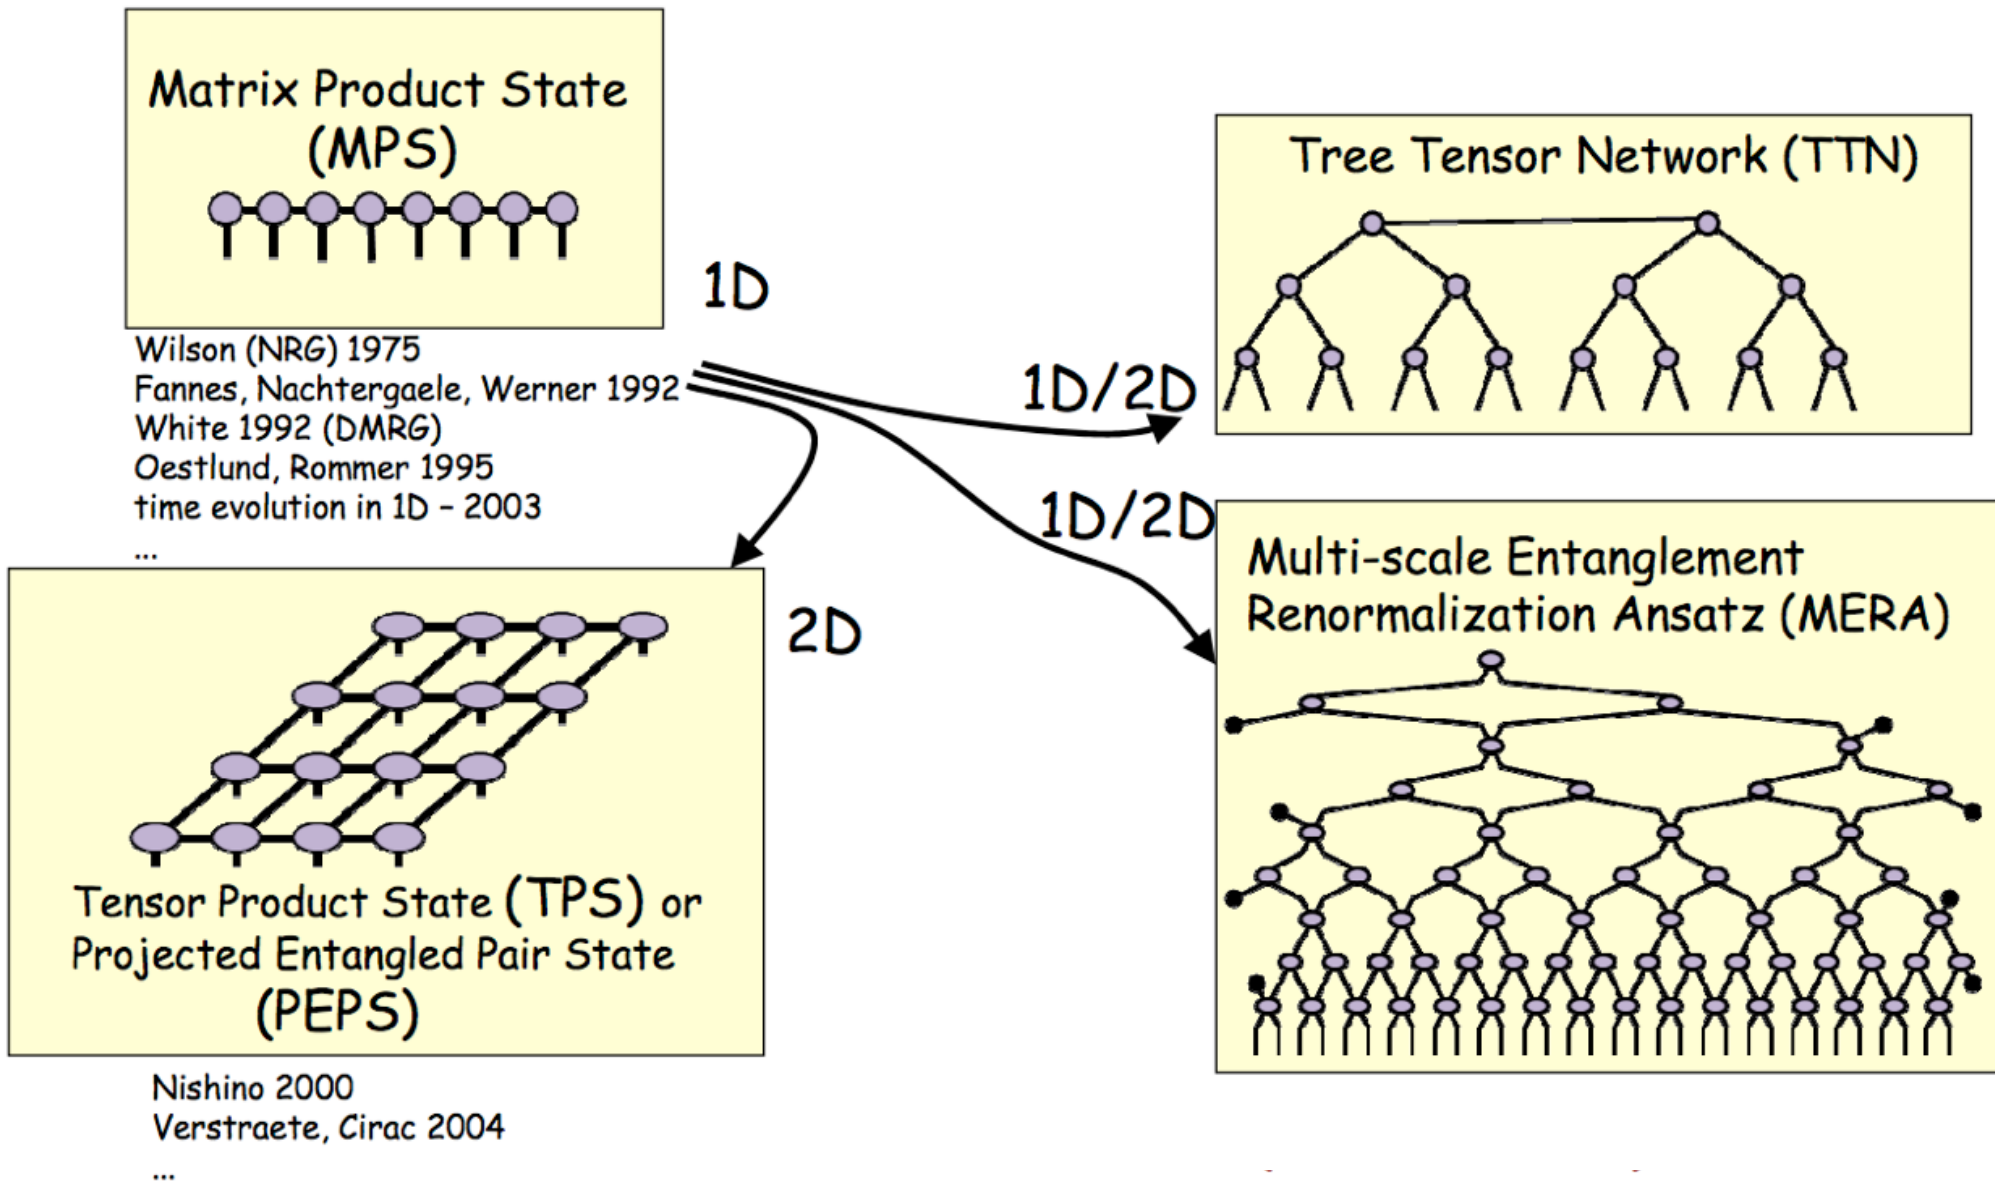 Matrix Product State
(MPS)
1D
Wilson (NRG) 1975
Fannes, Nachtergaele, Werner 1992
White 1992 (DMRG)
Oestlund, Rommer 1995
time evolution in 1D – 2003
...
Tree Tensor Network (TTN)
1D/2D
1D/2D
Multi-scale Entanglement
Renormalization Ansatz (MERA)
2D
Tensor Product State (TPS) or
Projected Entangled Pair State
(PEPS)
Nishino 2000
Verstraete, Cirac 2004
...